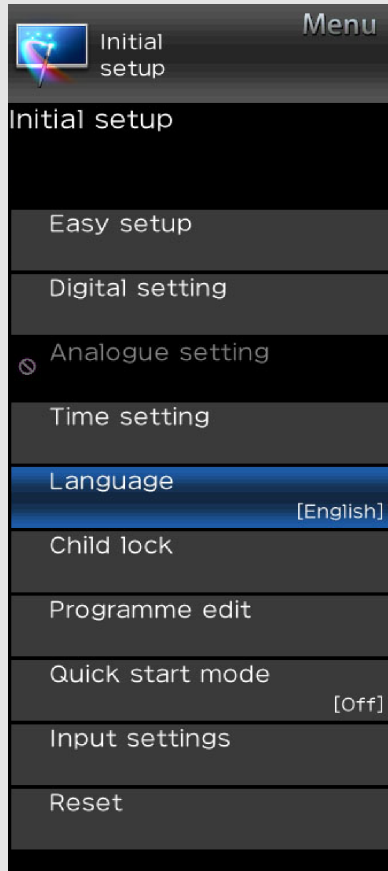 Menu
Initial
setup
Initial setup
Easy setup
Digital setting
Analogue setting
Time setting
Language
[English]
Child lock
Programme edit
Quick start mode
[Off]
Input settings
Reset